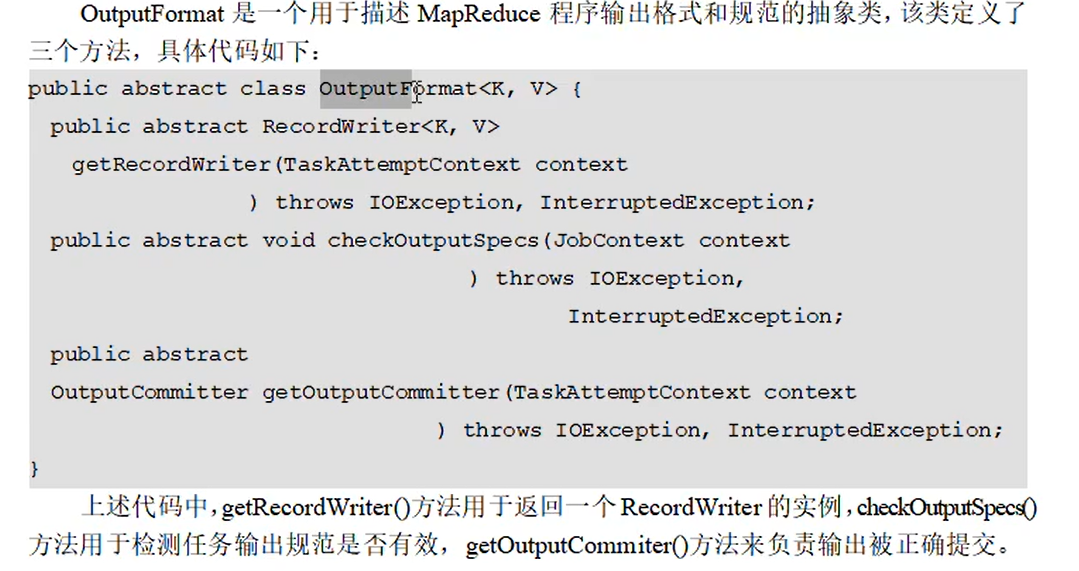 OutputFormat 是一个用于描述 MapReduce 程序输出格式和规范的抽象类，该类定义了
三个方法，具体代码如下：
public abstract class OutputFormat<K, V> {
public abstract RecordWriter<K, V>
getRecordWriter(TaskAttemptContext context
) throws IOException, InterruptedException;
public abstract void checkOutputSpecs(JobContext context
) throws IOException,
InterruptedException;
public abstract
OutputCommitter getOutputCommitter(TaskAttemptContext context
) throws IOException, InterruptedException;
}
上述代码中，getRecordWriter()方法用于返回一个 RecordWriter 的实例，checkOutputSpecs()
方法用于检测任务输出规范是否有效，getOutputCommiter()方法来负责输出被正确提交。